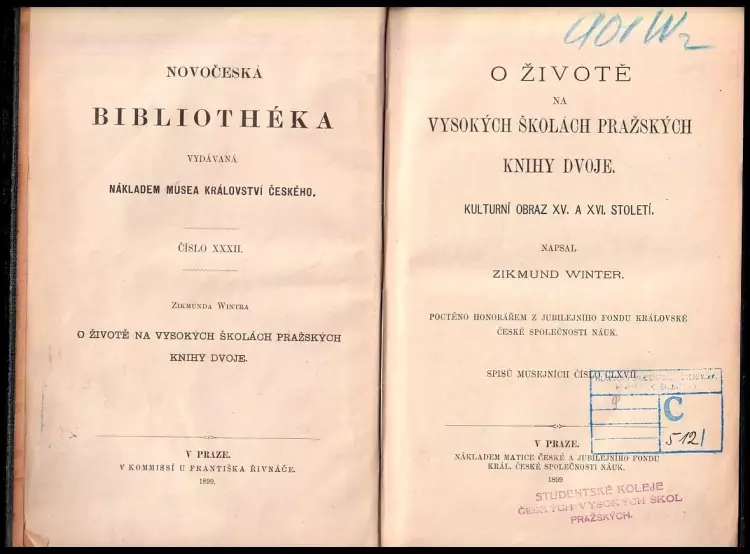 NOVOČESKÁ
BIBLIOTHÉKA
VYDÁVANÁ
NÁKLADEM MUSEA KRÁLOVSTVÍ ČESKÉHO.
ČÍSLO XXXII.
ZIKMUNDA WINTRA
O ŽIVOTĚ NA VYSOKÝCH ŠKOLÁCH PRAŽSKÝCH
KNIHY DVOJE.
V PRAZE.
V KOMMISSÍ U FRANTIŠKA ŘIVNÁČE.
1899.
O ŽIVOTĚ
NA
VYSOKÝCH ŠKOLÁCH PRAŽSKÝCH
KNIHY DVOJE.
KULTURNÍ OBRAZ XV. A XVI. STOLETÍ.
NAPSAL
ZIKMUND WINTER.
POCTĚNO HONORÁŘEM Z JUBILEJNÍHO FONDU KRÁLOVSKÉ
ČESKÉ SPOLEČNOSTI NÁUK.
SPISŮ MUSEJNÍCH ČÍSLO CLXVII.
C
5121
V PRAZE.
NÁKLADEM MATICE ČESKÉ A JUBILEJNÍHO FONDU
KRÁL. ČESKÉ SPOLEČNOSTI NÁUK.
1899
STUDENTSKÉ KOLEJE
ČESKÝCH VYSOKÝCH ŠKOL
PRAŽSKÝCH.